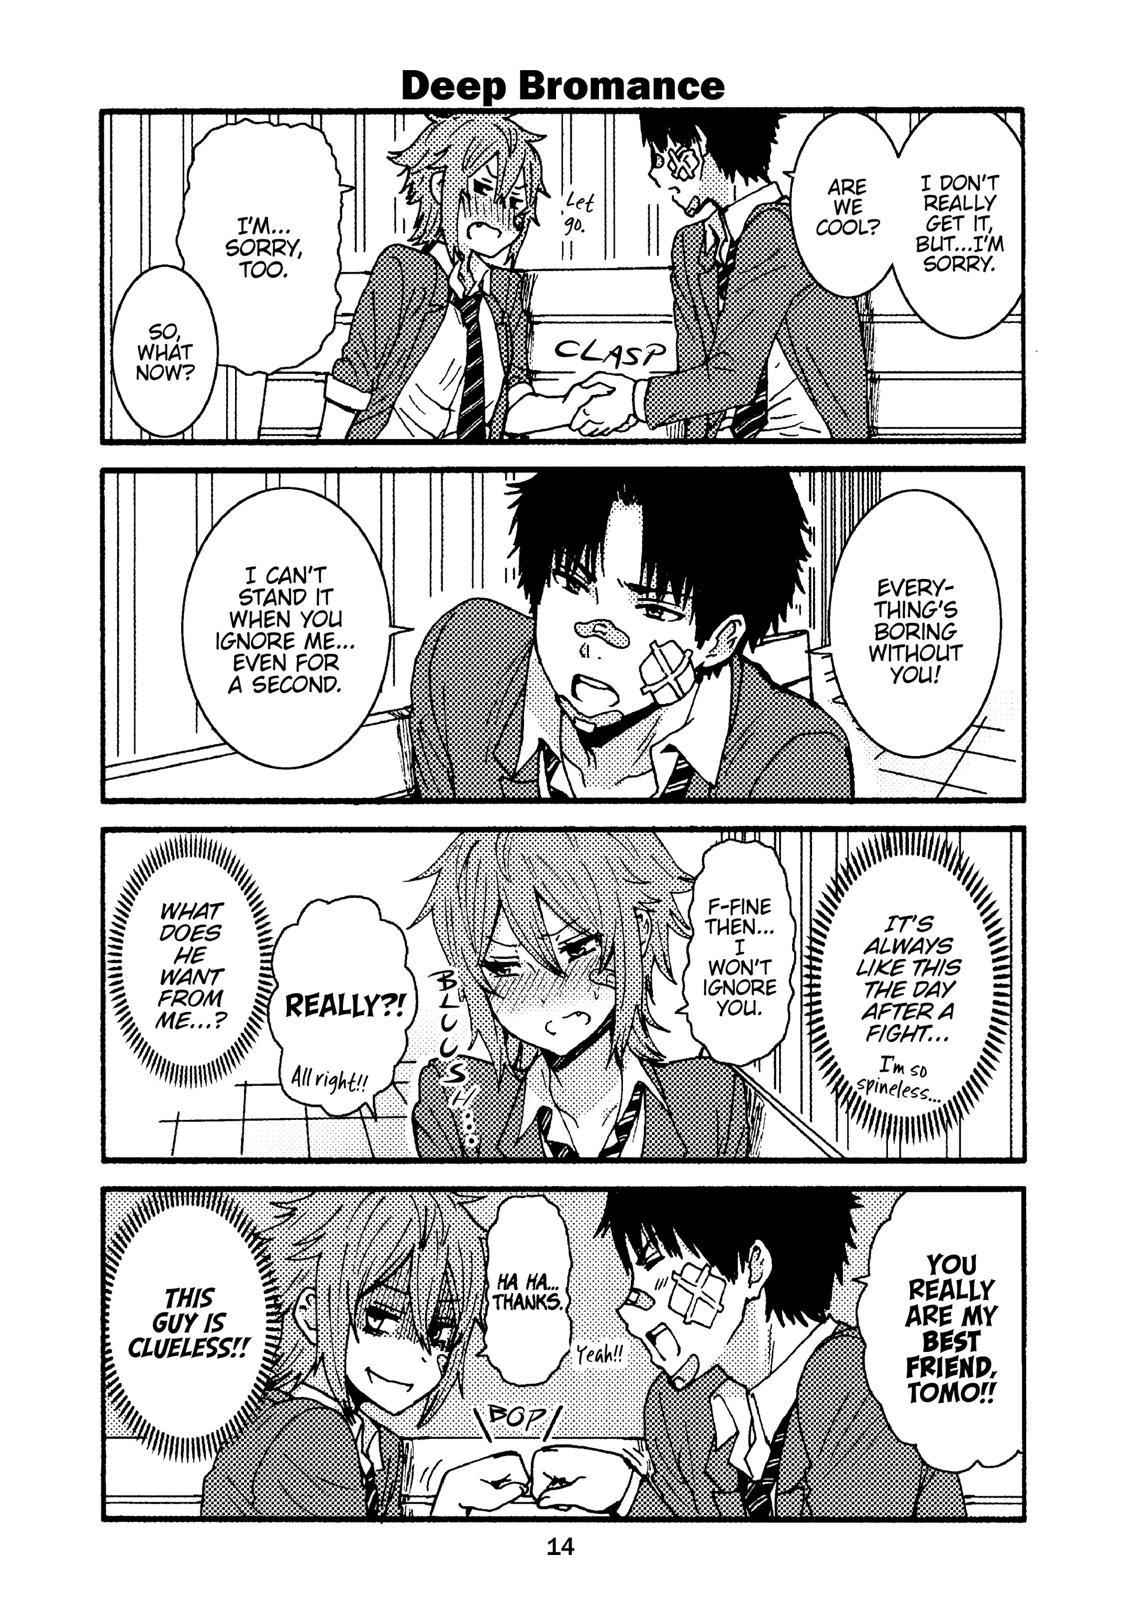 Deep Bromance
I DON'T
REALLY
GET IT,
BUT...I'M
SORRY.
ARE
WE
COOL?
Let
go.
CLASP
I'M...
SORRY,
TOO.
SO,
WHAT
NOW?
EVERY-
THING'S
BORING
WITHOUT
YOU!
I CAN'T
STAND IT
WHEN YOU
IGNORE ME...
EVEN FOR
A SECOND.
IT'S
ALWAYS
LIKE THIS
THE DAY
AFTER A
FIGHT...
I'm so
spineless...
F-FINE
THEN...
I
WON'T
IGNORE
YOU.
BLUUSH...
REALLY?!
All right!!
WHAT
DOES
HE
WANT
FROM
ME...?
YOU
REALLY
ARE MY
BEST
FRIEND,
TOMO!!
HA HA...
THANKS.
Yeah!!
BOP
THIS
GUY IS
CLUELESS!!
14